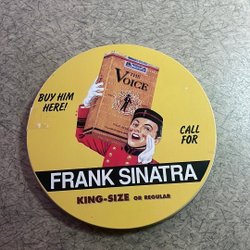 THE
VOICE
BUY HIM
HERE!
CALL
FOR
FRANK SINATRA
KING-SIZE OR REGULAR